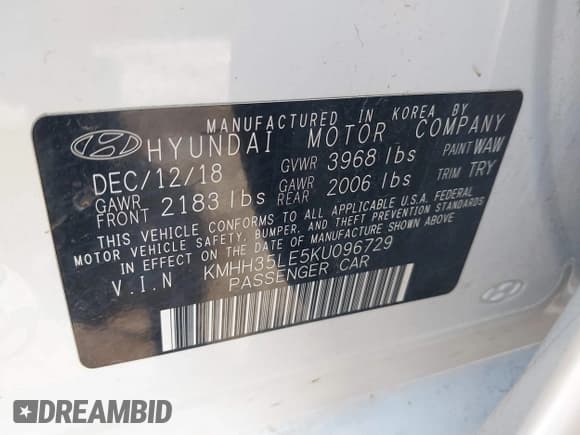 MANUFACTURED IN KOREA BY
HYUNDAI MOTOR COMPANY
DEC/12/18 GVWR 3968 lbs PAINT WAW
GAWR FRONT 2183 lbs GAWR REAR 2006 lbs TRIM TRY
THIS VEHICLE CONFORMS TO ALL APPLICABLE U.S.A. FEDERAL
MOTOR VEHICLE SAFETY, BUMPER, AND THEFT PREVENTION STANDARDS
IN EFFECT ON THE DATE OF MANUFACTURE SHOWN ABOVE.
V.I.N KMHH35LE5KU096729
PASSENGER CAR
DREAMBID